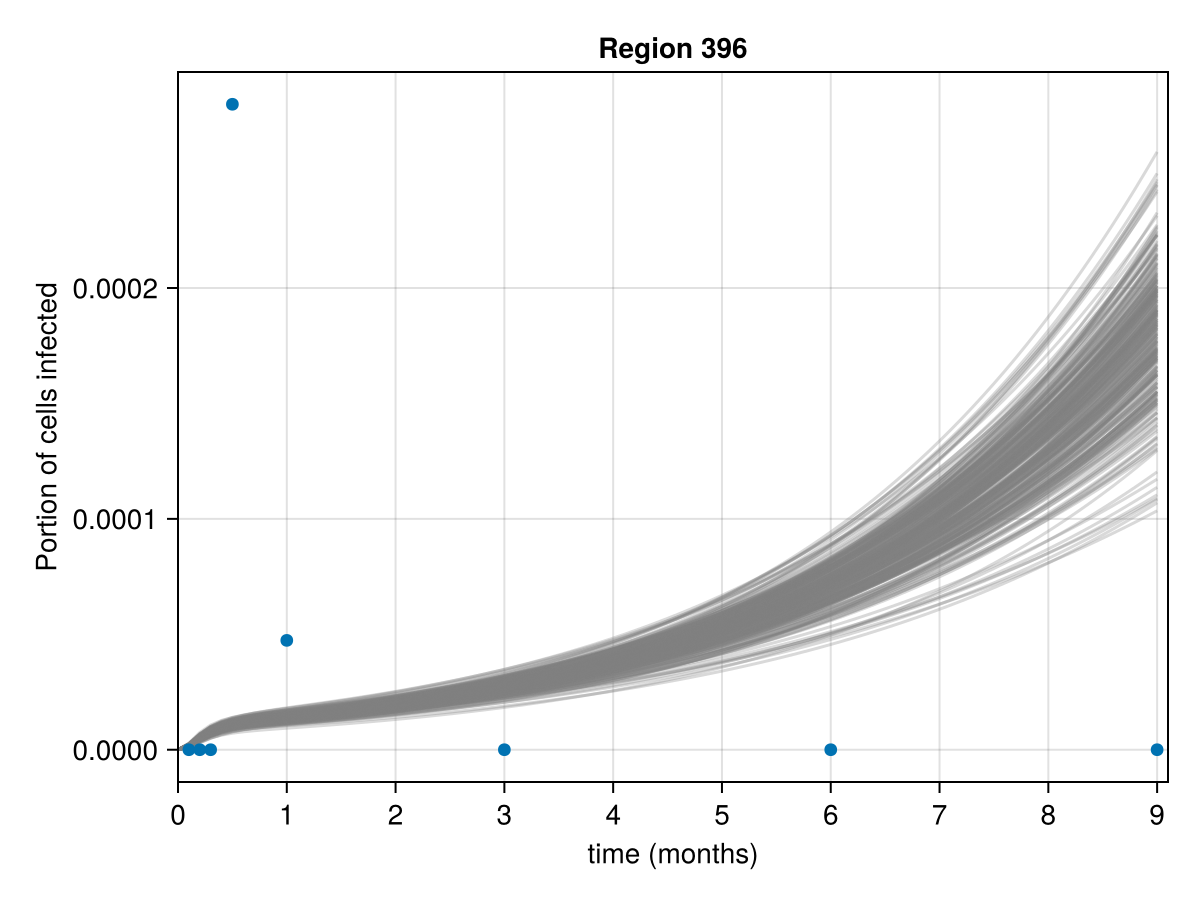 Region 396
Portion of cells infected
0.0002
0.0001
0.0000
0 1 2 3 4 5 6 7 8 9
time (months)